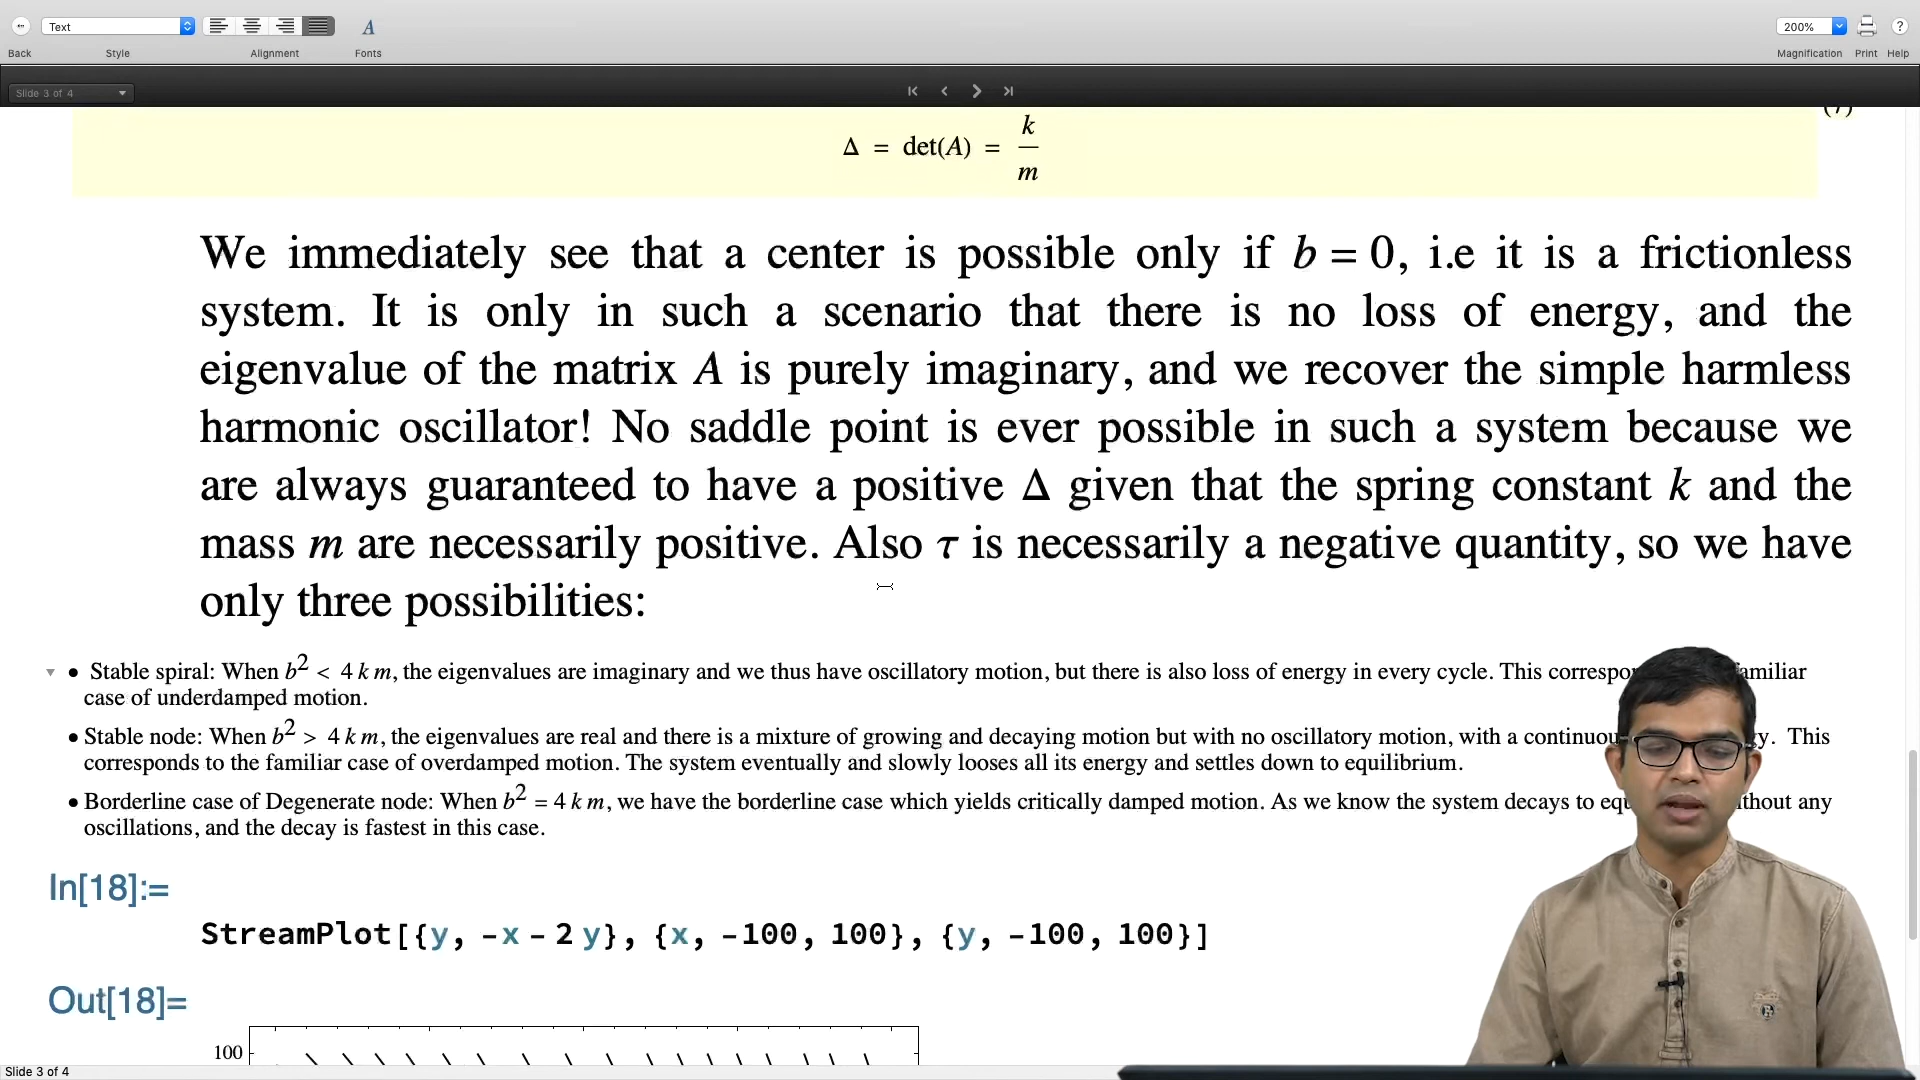 Text
A
200%
Back
Style
Alignment
Fonts
Magnification
Print
Help
Slide 3 of 4
Δ = det(A) = k/m
We immediately see that a center is possible only if b = 0, i.e it is a frictionless
system. It is only in such a scenario that there is no loss of energy, and the
eigenvalue of the matrix A is purely imaginary, and we recover the simple harmless
harmonic oscillator! No saddle point is ever possible in such a system because we
are always guaranteed to have a positive Δ given that the spring constant k and the
mass m are necessarily positive. Also τ is necessarily a negative quantity, so we have
only three possibilities:
• Stable spiral: When b² < 4 k m, the eigenvalues are imaginary and we thus have oscillatory motion, but there is also loss of energy in every cycle. This
case of underdamped motion.
• Stable node: When b² > 4 k m, the eigenvalues are real and there is a mixture of growing and decaying motion but with no oscillatory motion, with a This
corresponds to the familiar case of overdamped motion. The system eventually and slowly looses all its energy and settles down to equilibrium.
• Borderline case of Degenerate node: When b² = 4 k m, we have the borderline case which yields critically damped motion. As we know the system decays to any
oscillations, and the decay is fastest in this case.
In[18]:=
StreamPlot[{y, -x - 2 y}, {x, -100, 100}, {y, -100, 100}]
Out[18]=
100
Slide 3 of 4